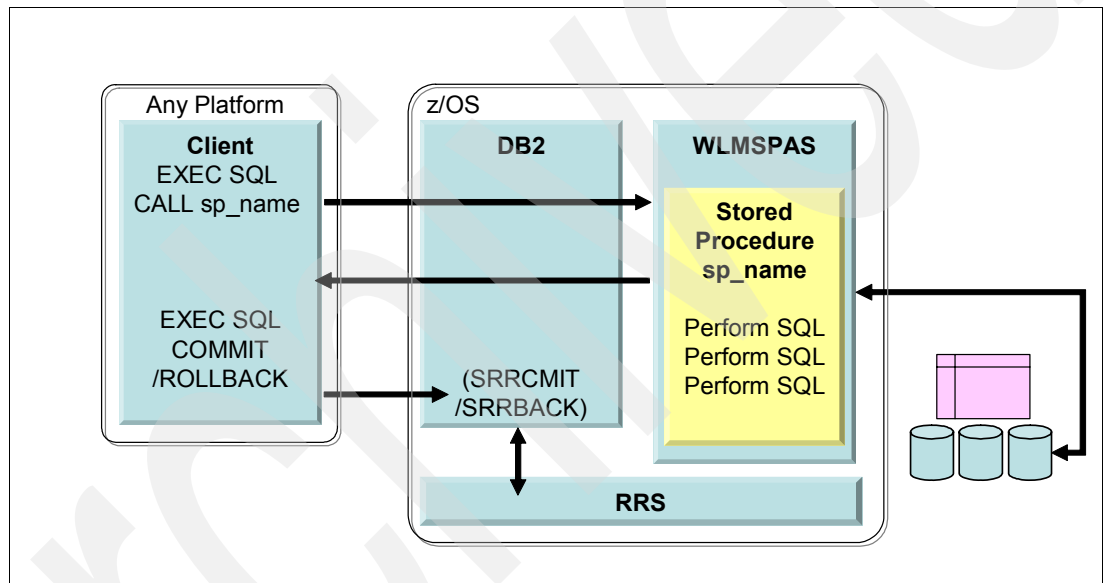 Any Platform
Client
EXEC SQL
CALL sp_name
EXEC SQL
COMMIT
/ROLLBACK
z/OS
DB2
(SRRCMIT
/SRRBACK)
WLMSPAS
Stored
Procedure
sp_name
Perform SQL
Perform SQL
Perform SQL
RRS